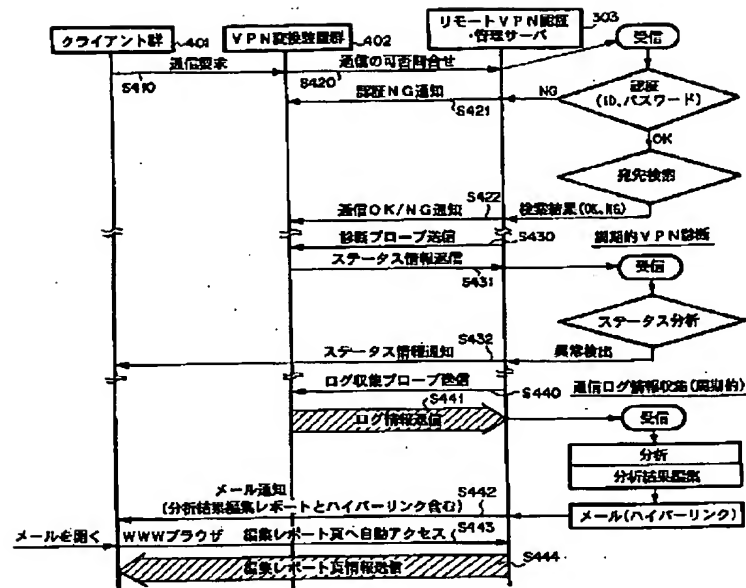 クライアント群
401
VPN変換装置群
402
リモートVPN認証
・管理サーバ
303
受信
通信要求
S410
通信の可否問合せ
S420
認証NG通知
S421
NG
認証
(ID、パスワード)
OK
宛先検索
S422
通信OK/NG通知
検索結果(OK、NG)
診断プローブ送信
S430
周期的VPN診断
ステータス情報返信
S431
受信
ステータス分析
S432
ステータス情報通知
異常検出
ログ収集プローブ送信
S440
通信ログ情報収集(周期的)
S441
ログ情報返信
受信
分析
分析結果編集
メール通知
(分析結果編集レポートとハイパーリンク含む)
S442
メール(ハイパーリンク)
メールを開く
WWWブラウザ
編集レポート頁へ自動アクセス
S443
編集レポート頁情報送信
S444